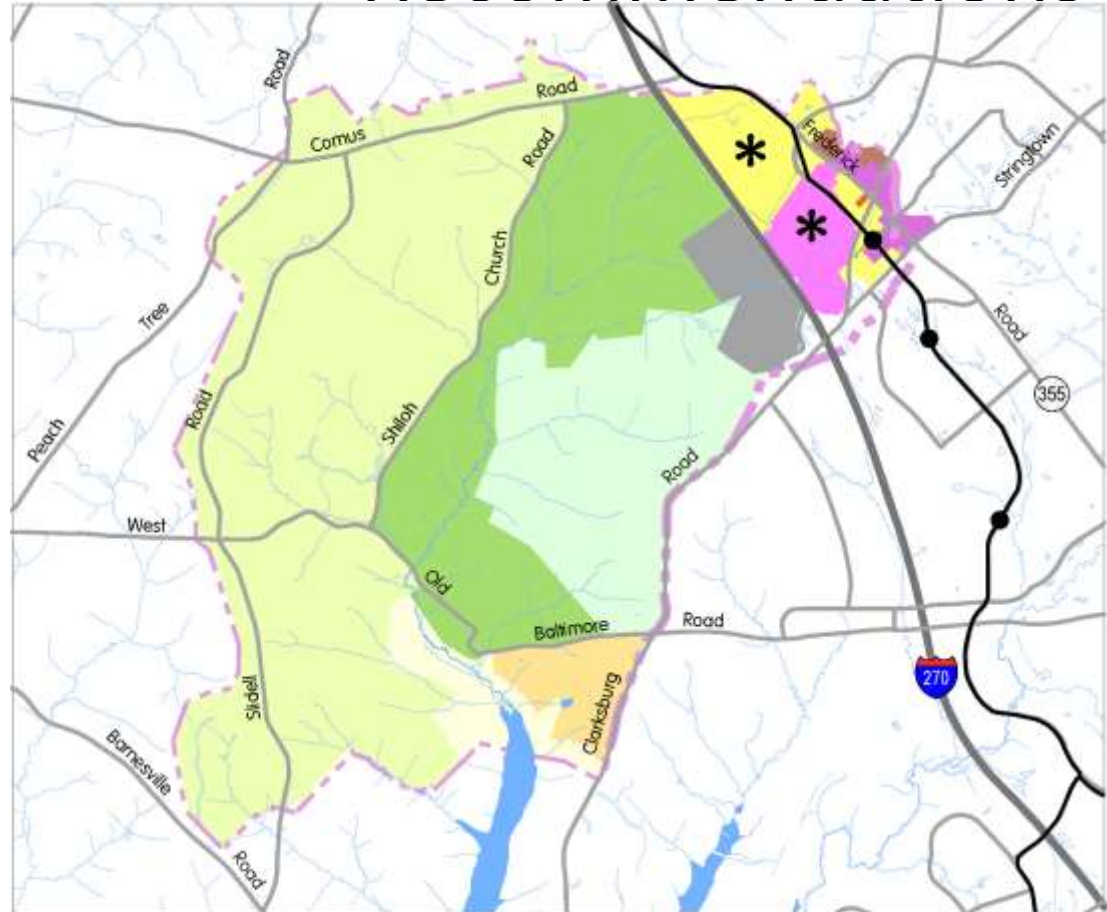 Road
Road
Comus
Road
Frederick
Stringtown
*
*
Church
Tree
Road
355
Peach
Road
Shiloh
Road
West
Old
Baltimore
Road
270
Slidell
Clarksburg
Barnesville
Road